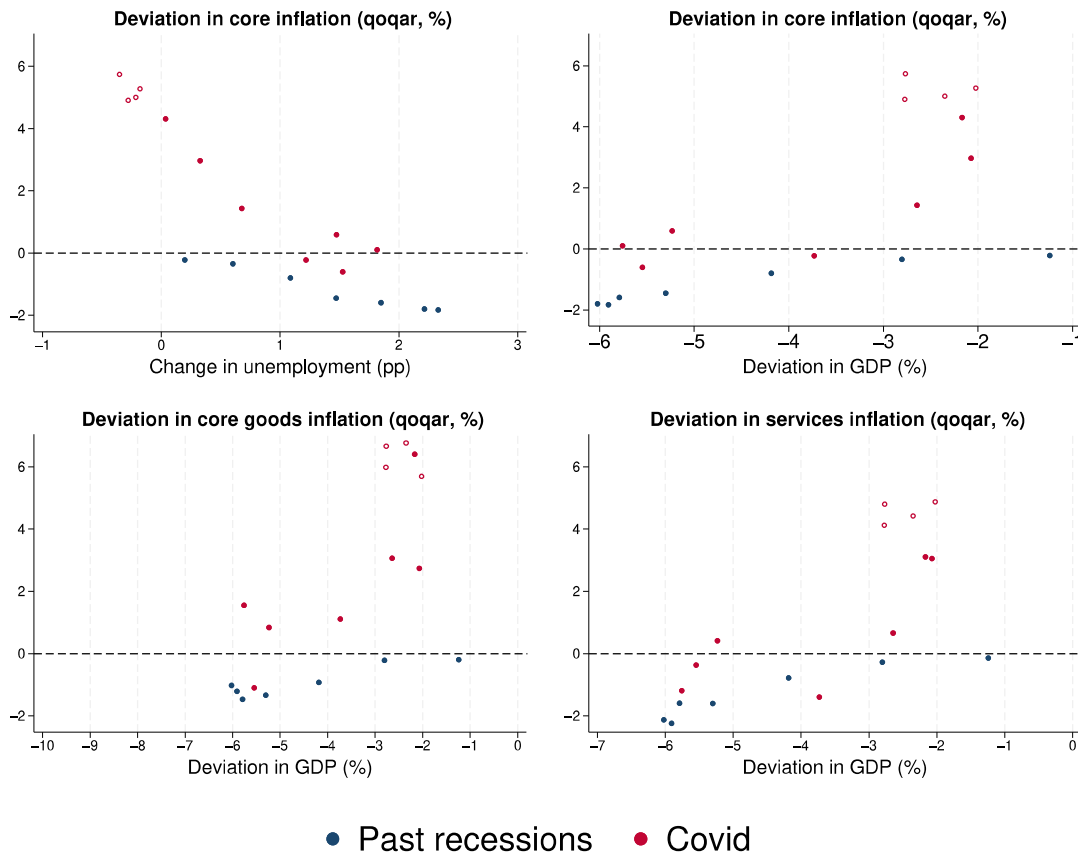 Deviation in core inflation (qoqar, %)
6
4
2
0
−2
−1 0 1 2 3
Change in unemployment (pp)
Deviation in core inflation (qoqar, %)
6
4
2
0
−2
−6 −5 −4 −3 −2 −1
Deviation in GDP (%)
Deviation in core goods inflation (qoqar, %)
6
4
2
0
−2
−10 −9 −8 −7 −6 −5 −4 −3 −2 −1 0
Deviation in GDP (%)
Deviation in services inflation (qoqar, %)
6
4
2
0
−2
−7 −6 −5 −4 −3 −2 −1 0
Deviation in GDP (%)
Past recessions Covid